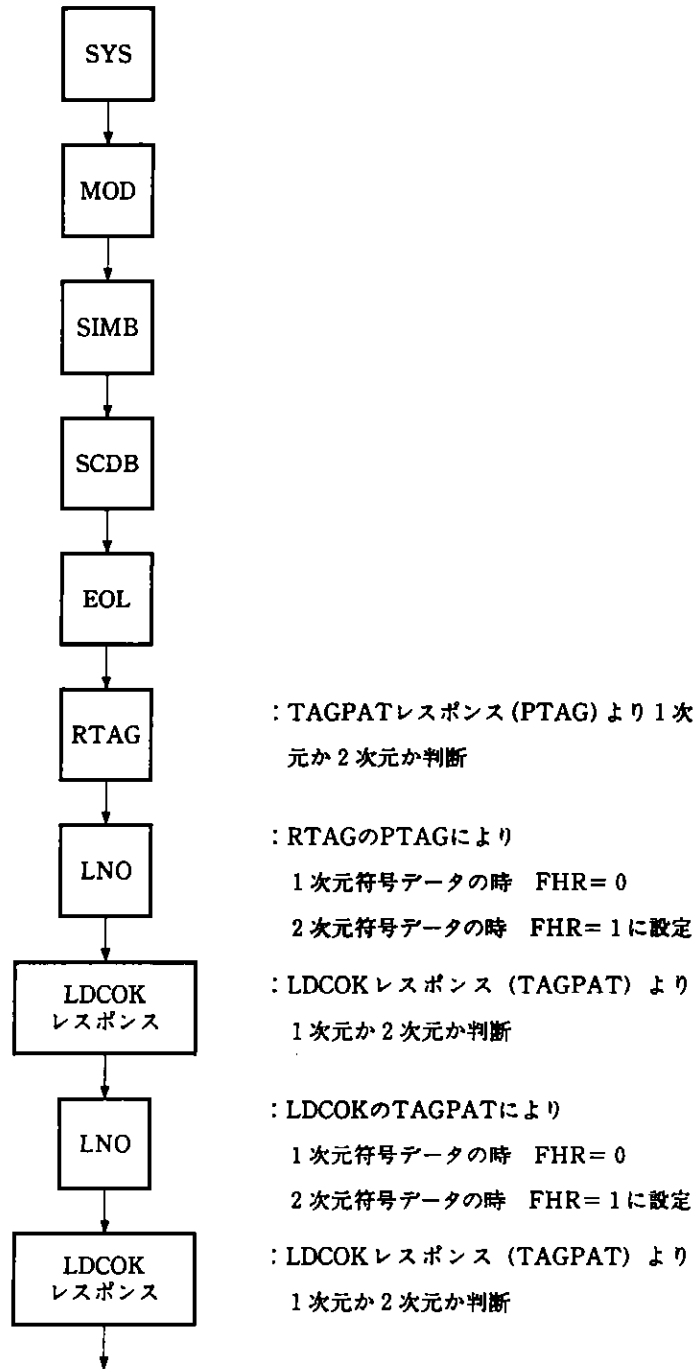 SYS
MOD
SIMB
SCDB
EOL
RTAG
:TAGPATレスポンス(PTAG)より1次
元か2次元か判断
LNO
:RTAGのPTAGにより
1次元符号データの時 FHR=0
2次元符号データの時 FHR=1に設定
LDCOK
レスポンス
:LDCOKレスポンス(TAGPAT)より
1次元か2次元か判断
LNO
:LDCOKのTAGPATにより
1次元符号データの時 FHR=0
2次元符号データの時 FHR=1に設定
LDCOK
レスポンス
:LDCOKレスポンス(TAGPAT)より
1次元か2次元か判断